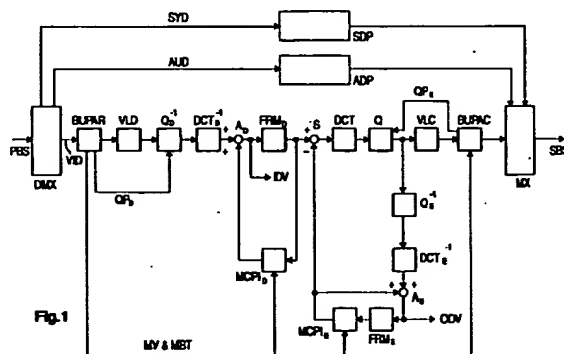 SYD
SDP
AUD
ADP
PBS
DMX
VID
BUPAR
VLD
Q_D^-1
DCT_D^-1
A_D
FRM_D
S
DCT
Q
VLC
QP_E
BUPAC
MX
SBS
+
+
+
-
IDV
QP_D
Q_E^-1
DCT_E^-1
MCPI_D
+
+
A_E
MCPI_E
FRM_E
ODV
Fig.1
MV & MBT